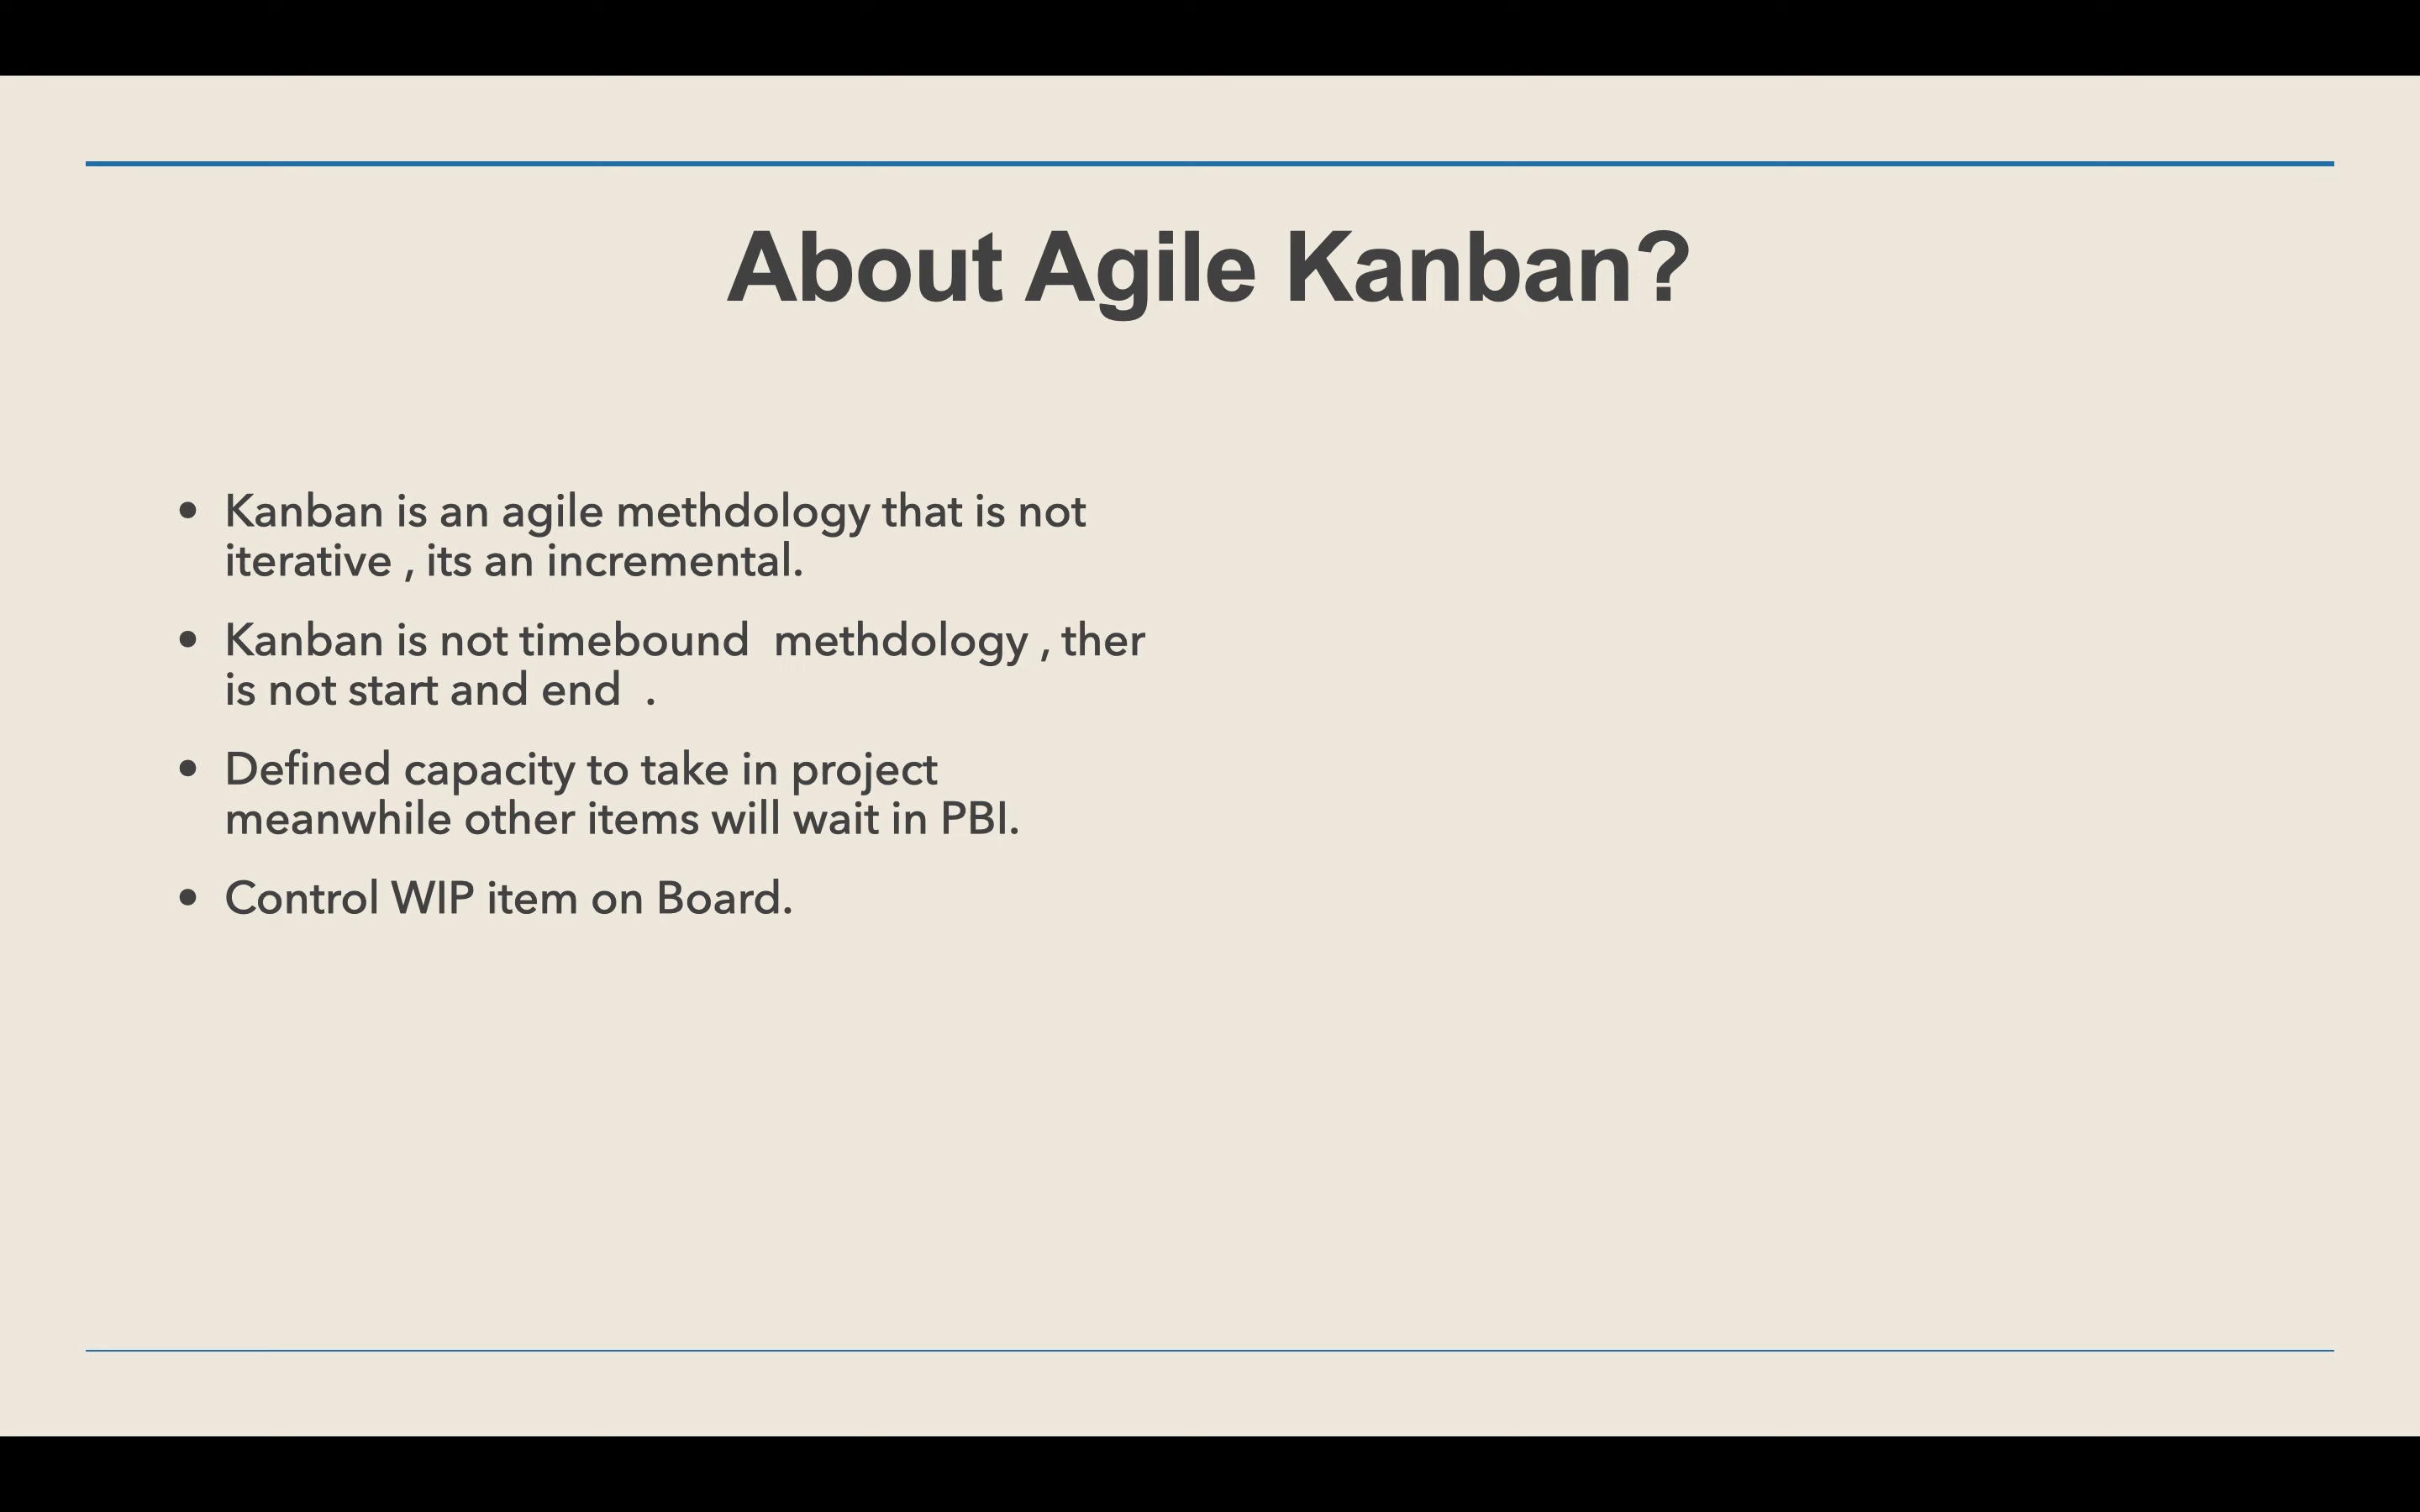 About Agile Kanban?
• Kanban is an agile methdology that is not
iterative , its an incremental.
• Kanban is not timebound  methdology , ther
is not start and end  .
• Defined capacity to take in project
meanwhile other items will wait in PBI.
• Control WIP item on Board.